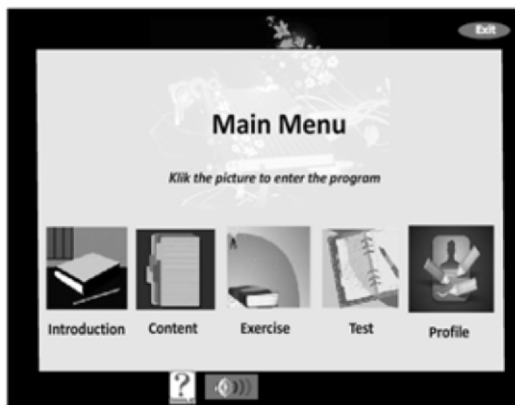 Exit
Main Menu
Klik the picture to enter the program
Introduction Content Exercise Test Profile
?